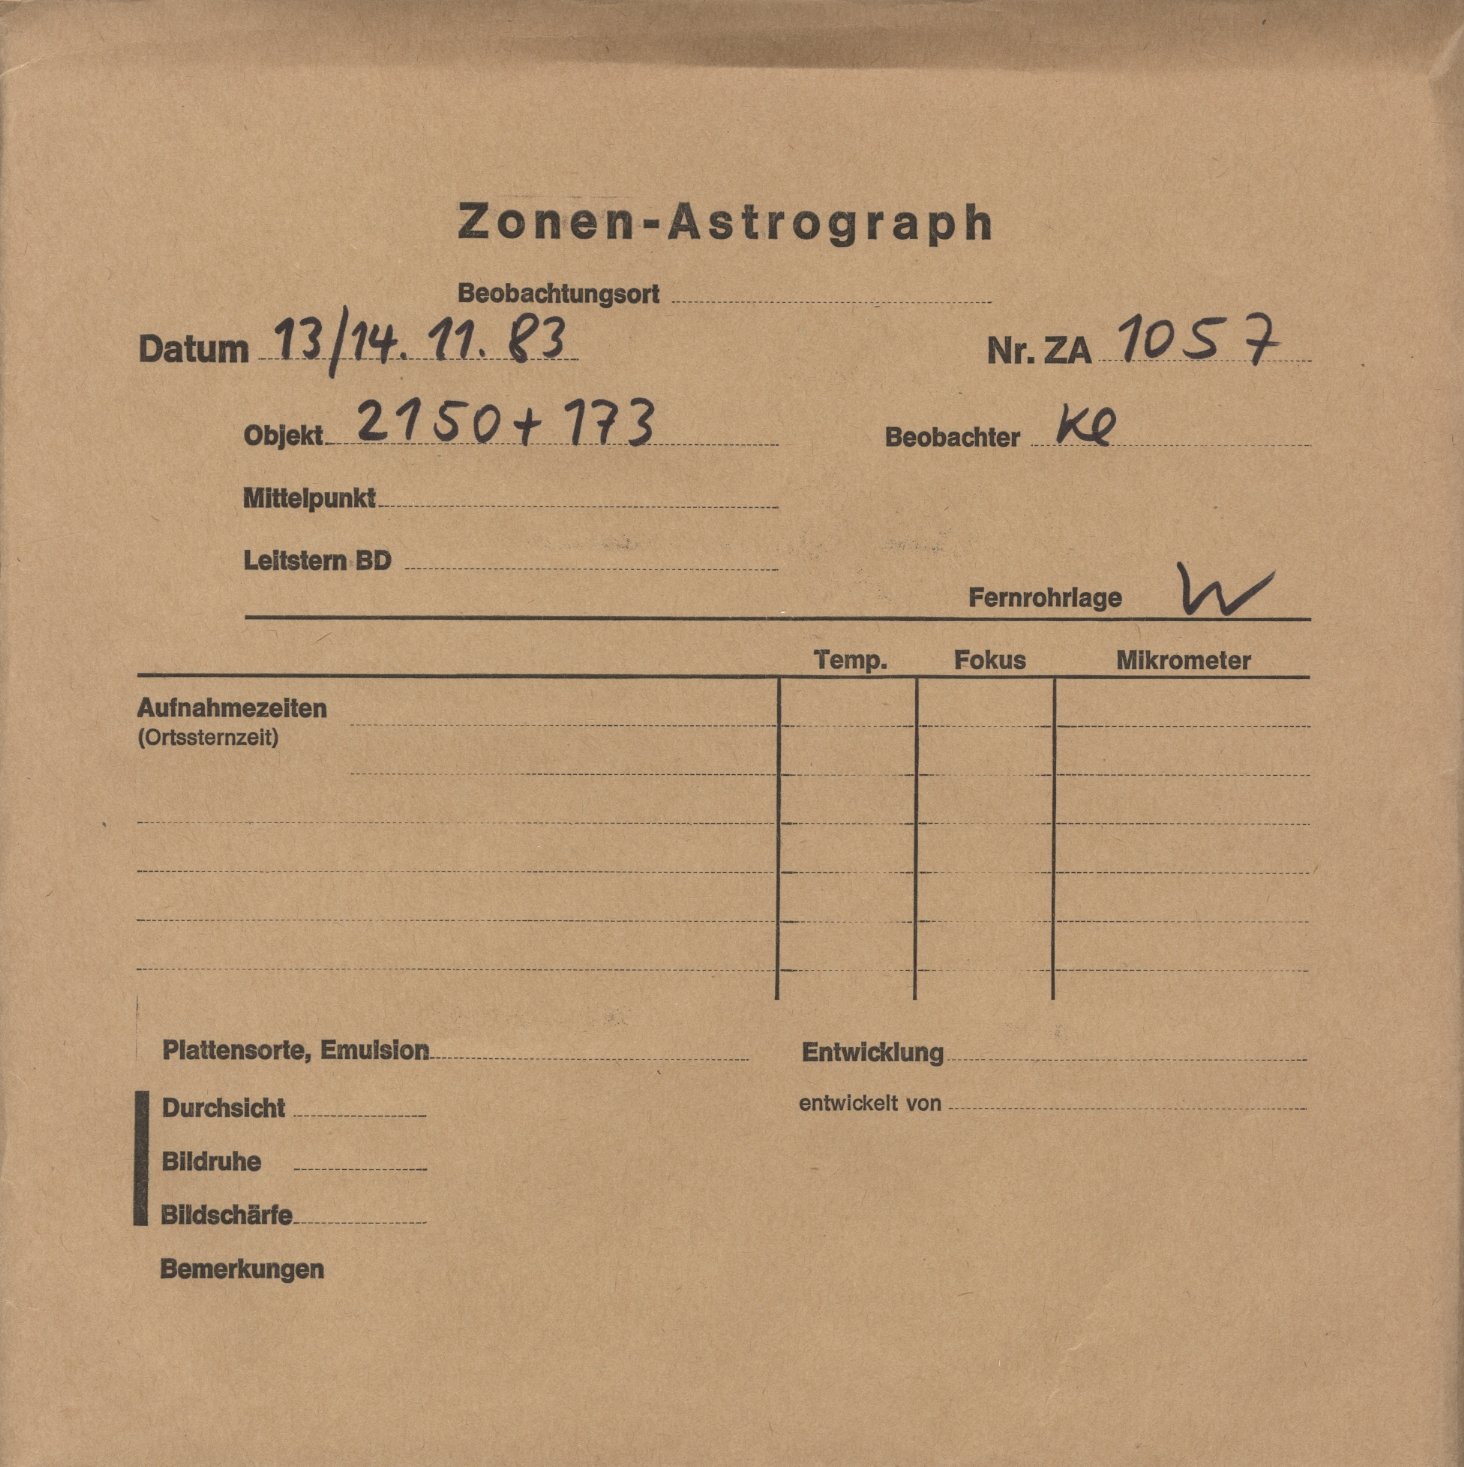 Zonen-Astrograph
Beobachtungsort
Datum 13/14. 11. 83 Nr. ZA 1057
Objekt 2150+173 Beobachter Ke
Mittelpunkt
Leitstern BD
Fernrohrlage W
Temp. Fokus Mikrometer
Aufnahmezeiten
(Ortssternzeit)
Plattensorte, Emulsion Entwicklung
Durchsicht entwickelt von
Bildruhe
Bildschärfe
Bemerkungen